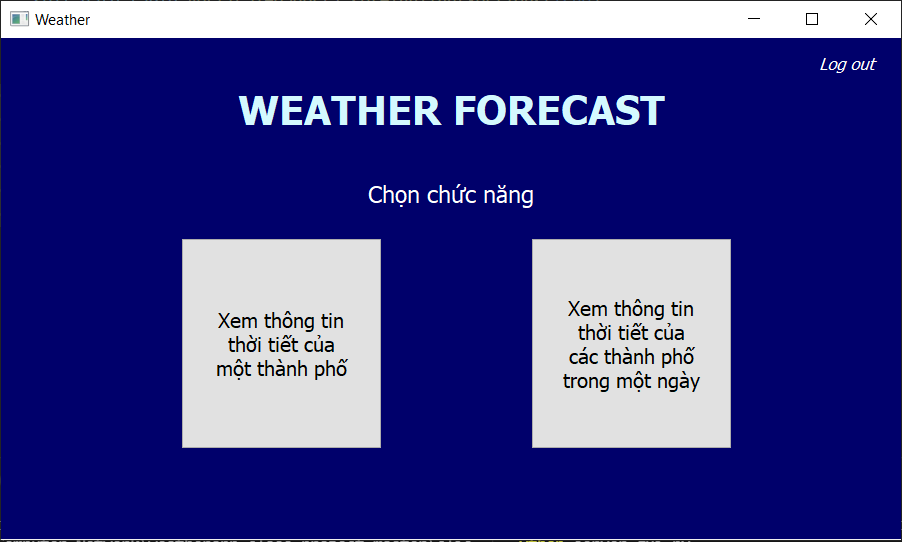 Weather
Log out
WEATHER FORECAST
Chọn chức năng
Xem thông tin
thời tiết của
một thành phố
Xem thông tin
thời tiết của
các thành phố
trong một ngày